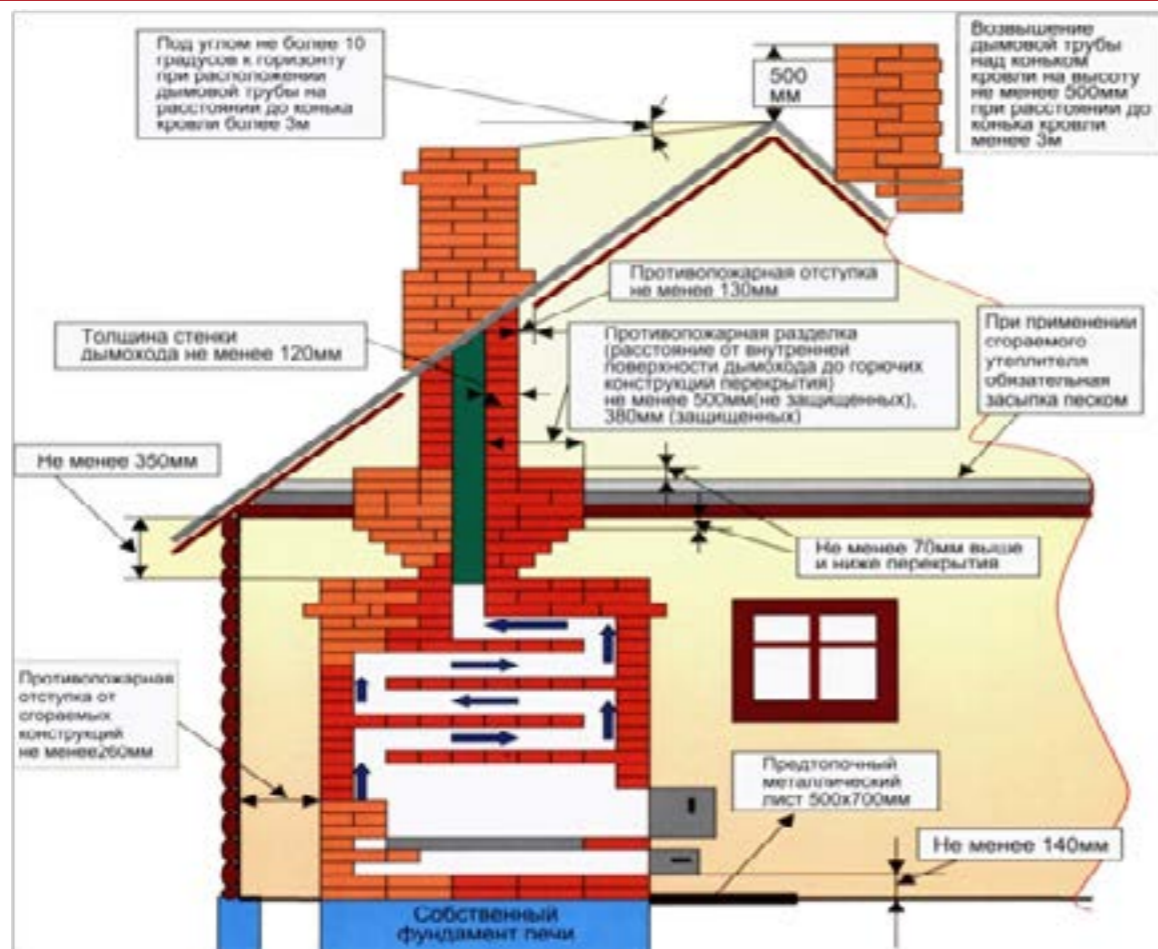 Под углом не более 10
градусов к горизонту
при расположении
дымовой трубы на
расстоянии до конька
кровли более 3м
500
мм
Возвышение
дымовой трубы
над коньком
кровли на высоту
не менее 500мм
при расстоянии до
конька кровли
менее 3м
Противопожарная отступка
не менее 130мм
Толщина стенки
дымохода не менее 120мм
Противопожарная разделка
(расстояние от внутренней
поверхности дымохода до горючих
конструкций перекрытия)
не менее 500мм(не защищенных),
380мм (защищенных)
При применении
сгораемого
утеплителя
обязательная
засыпка песком
Не менее 350мм
Не менее 70мм выше
и ниже перекрытия
Противопожарная
отступка от
сгораемых
конструкций
не менее260мм
Предтопочный
металлический
лист 500х700мм
Не менее 140мм
Собственный
фундамент печи